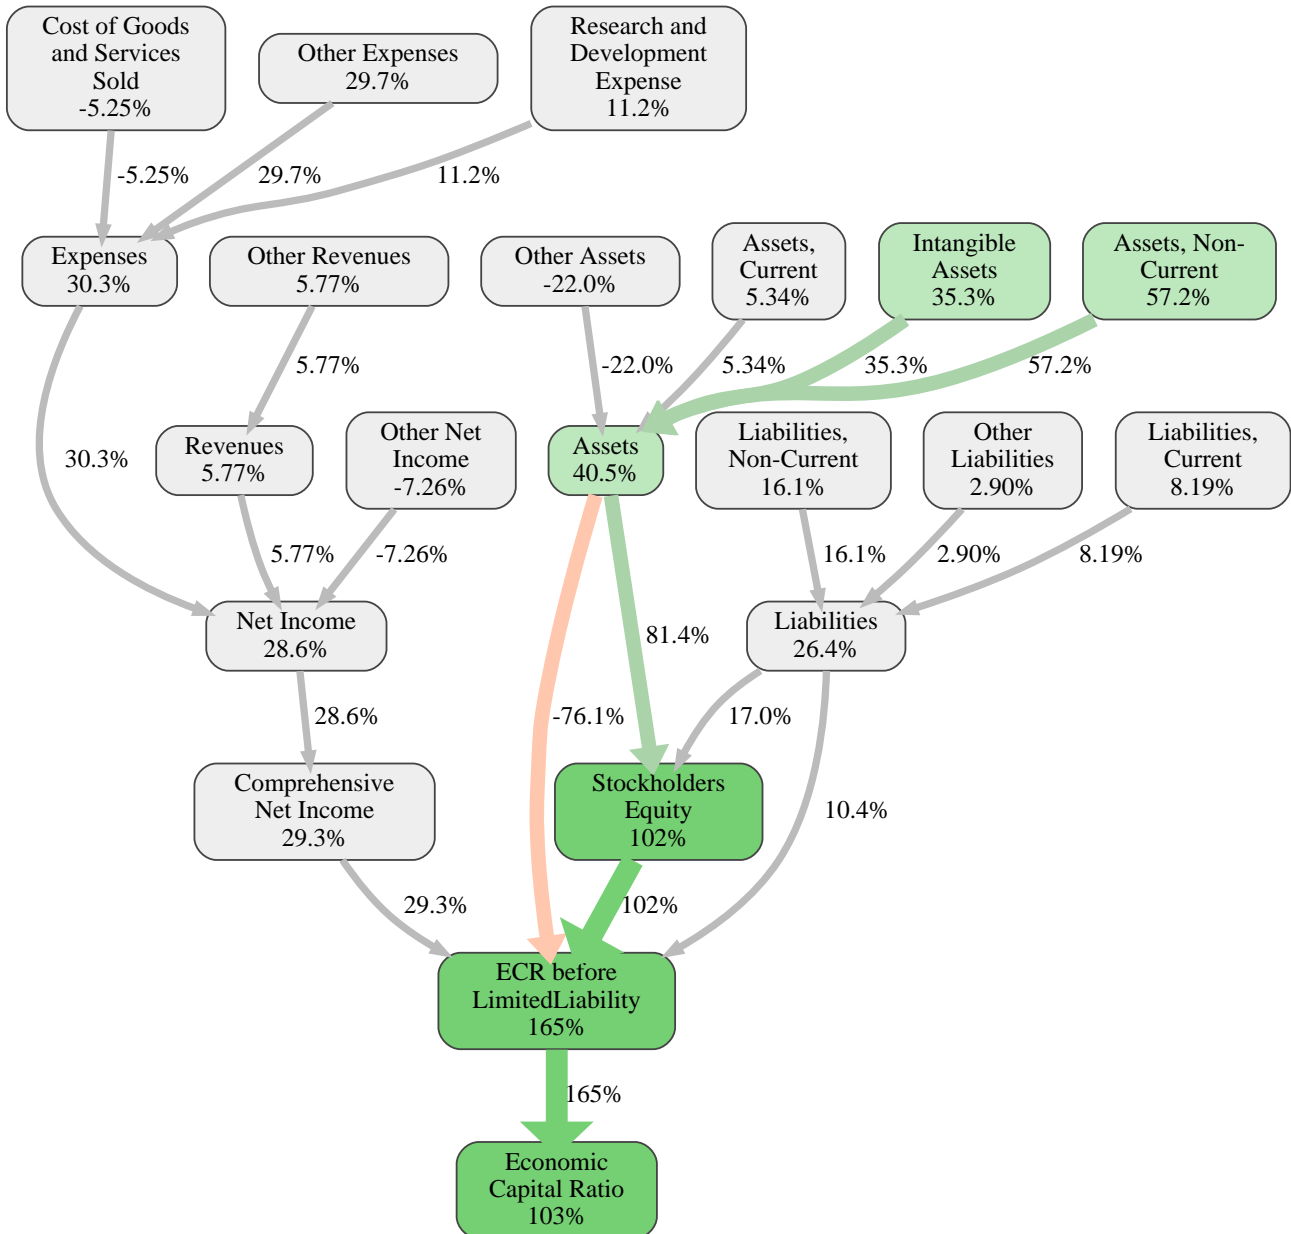 Cost of Goods
and Services
Sold
-5.25%
Other Expenses
29.7%
Research and
Development
Expense
11.2%
-5.25%
29.7%
11.2%
Expenses
30.3%
Other Revenues
5.77%
Other Assets
-22.0%
Assets,
Current
5.34%
Intangible
Assets
35.3%
Assets, Non-
Current
57.2%
5.77%
-22.0%
5.34%
35.3%
57.2%
30.3%
Revenues
5.77%
Other Net
Income
-7.26%
Assets
40.5%
Liabilities,
Non-Current
16.1%
Other
Liabilities
2.90%
Liabilities,
Current
8.19%
5.77%
-7.26%
16.1%
2.90%
8.19%
Net Income
28.6%
81.4%
Liabilities
26.4%
28.6%
-76.1%
17.0%
Comprehensive
Net Income
29.3%
Stockholders
Equity
102%
10.4%
29.3%
102%
ECR before
LimitedLiability
165%
165%
Economic
Capital Ratio
103%